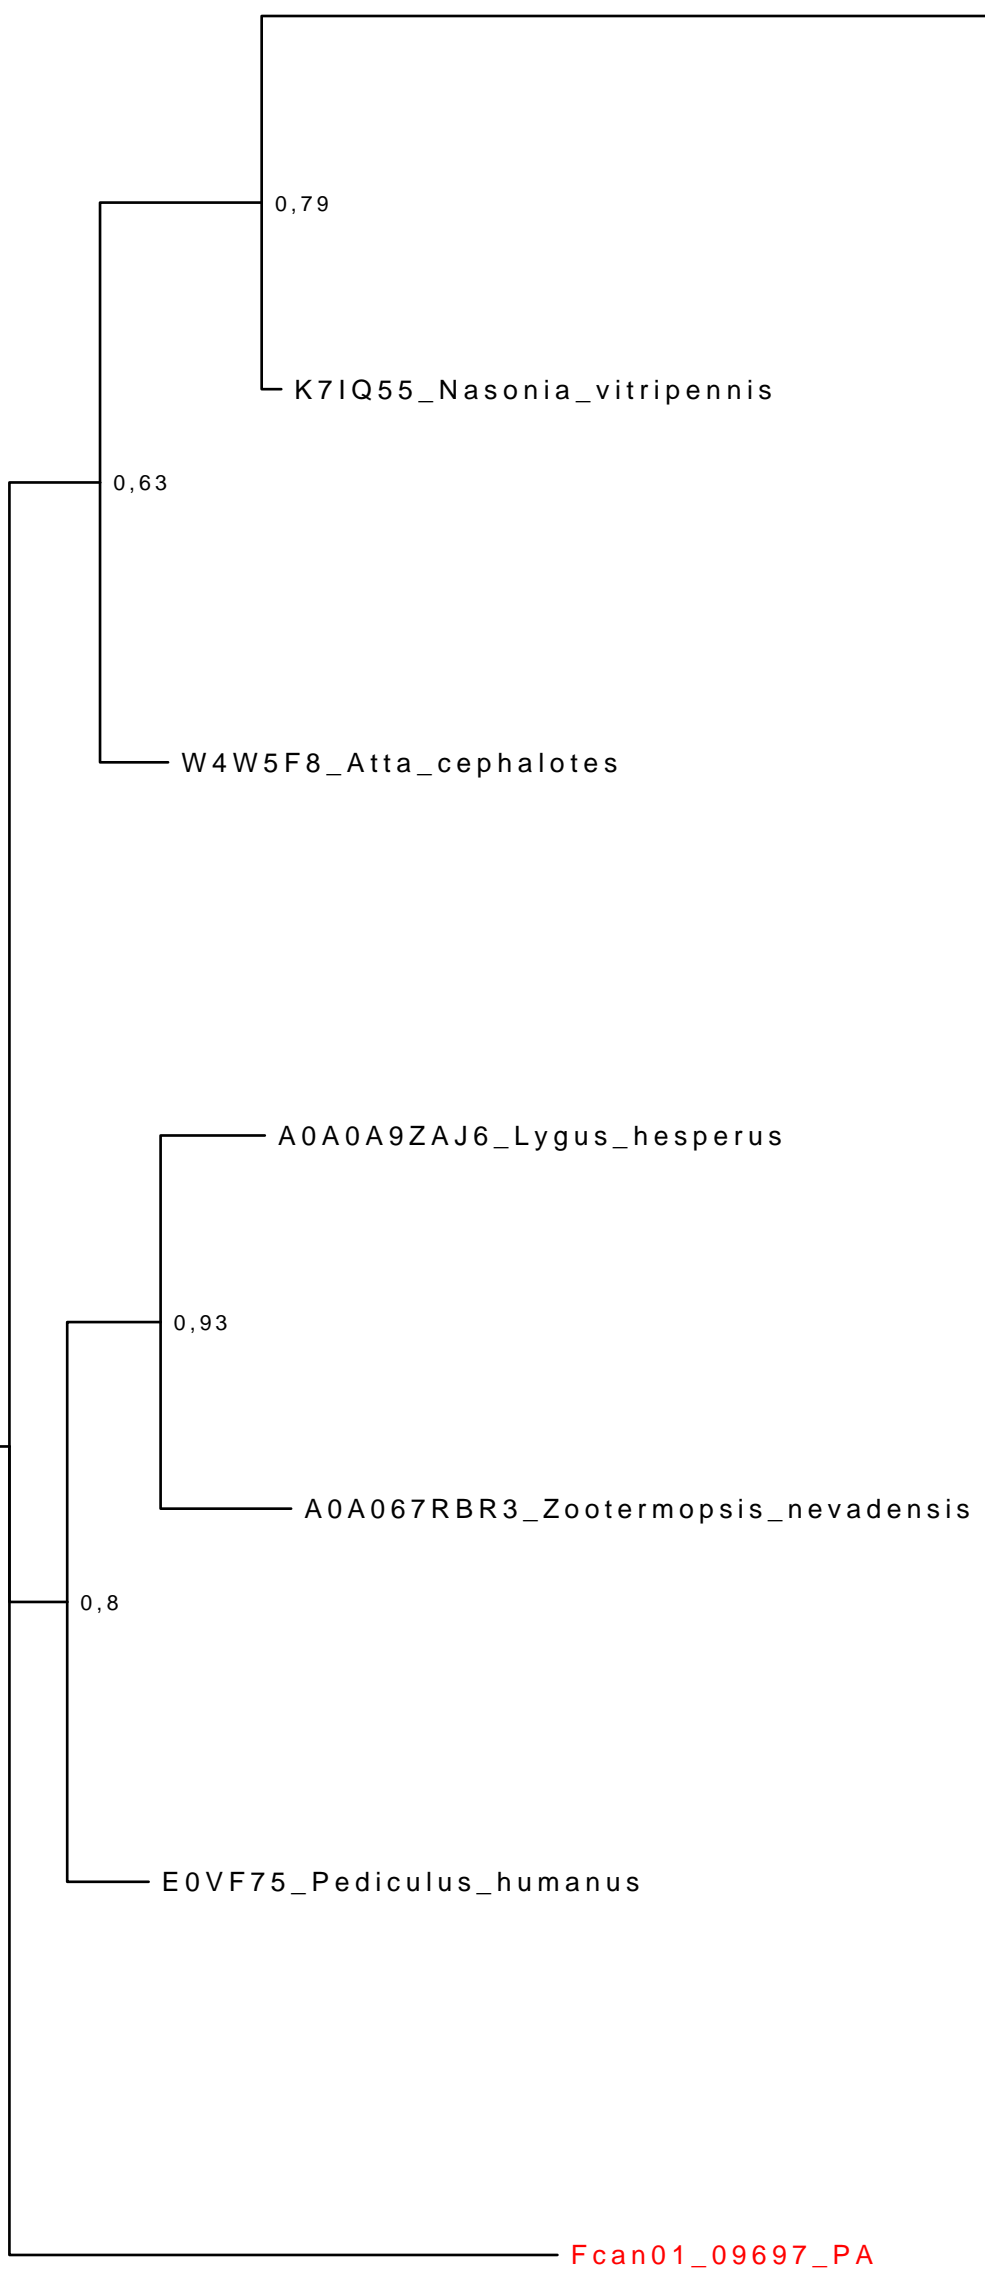 0,79
K7IQ55_Nasonia_vitripennis
0,63
W4W5F8_Atta_cephalotes
A0A0A9ZAJ6_Lygus_hesperus
0,93
A0A067RBR3_Zootermopsis_nevadensis
0,8
E0VF75_Pediculus_humanus
Fcan01_09697_PA